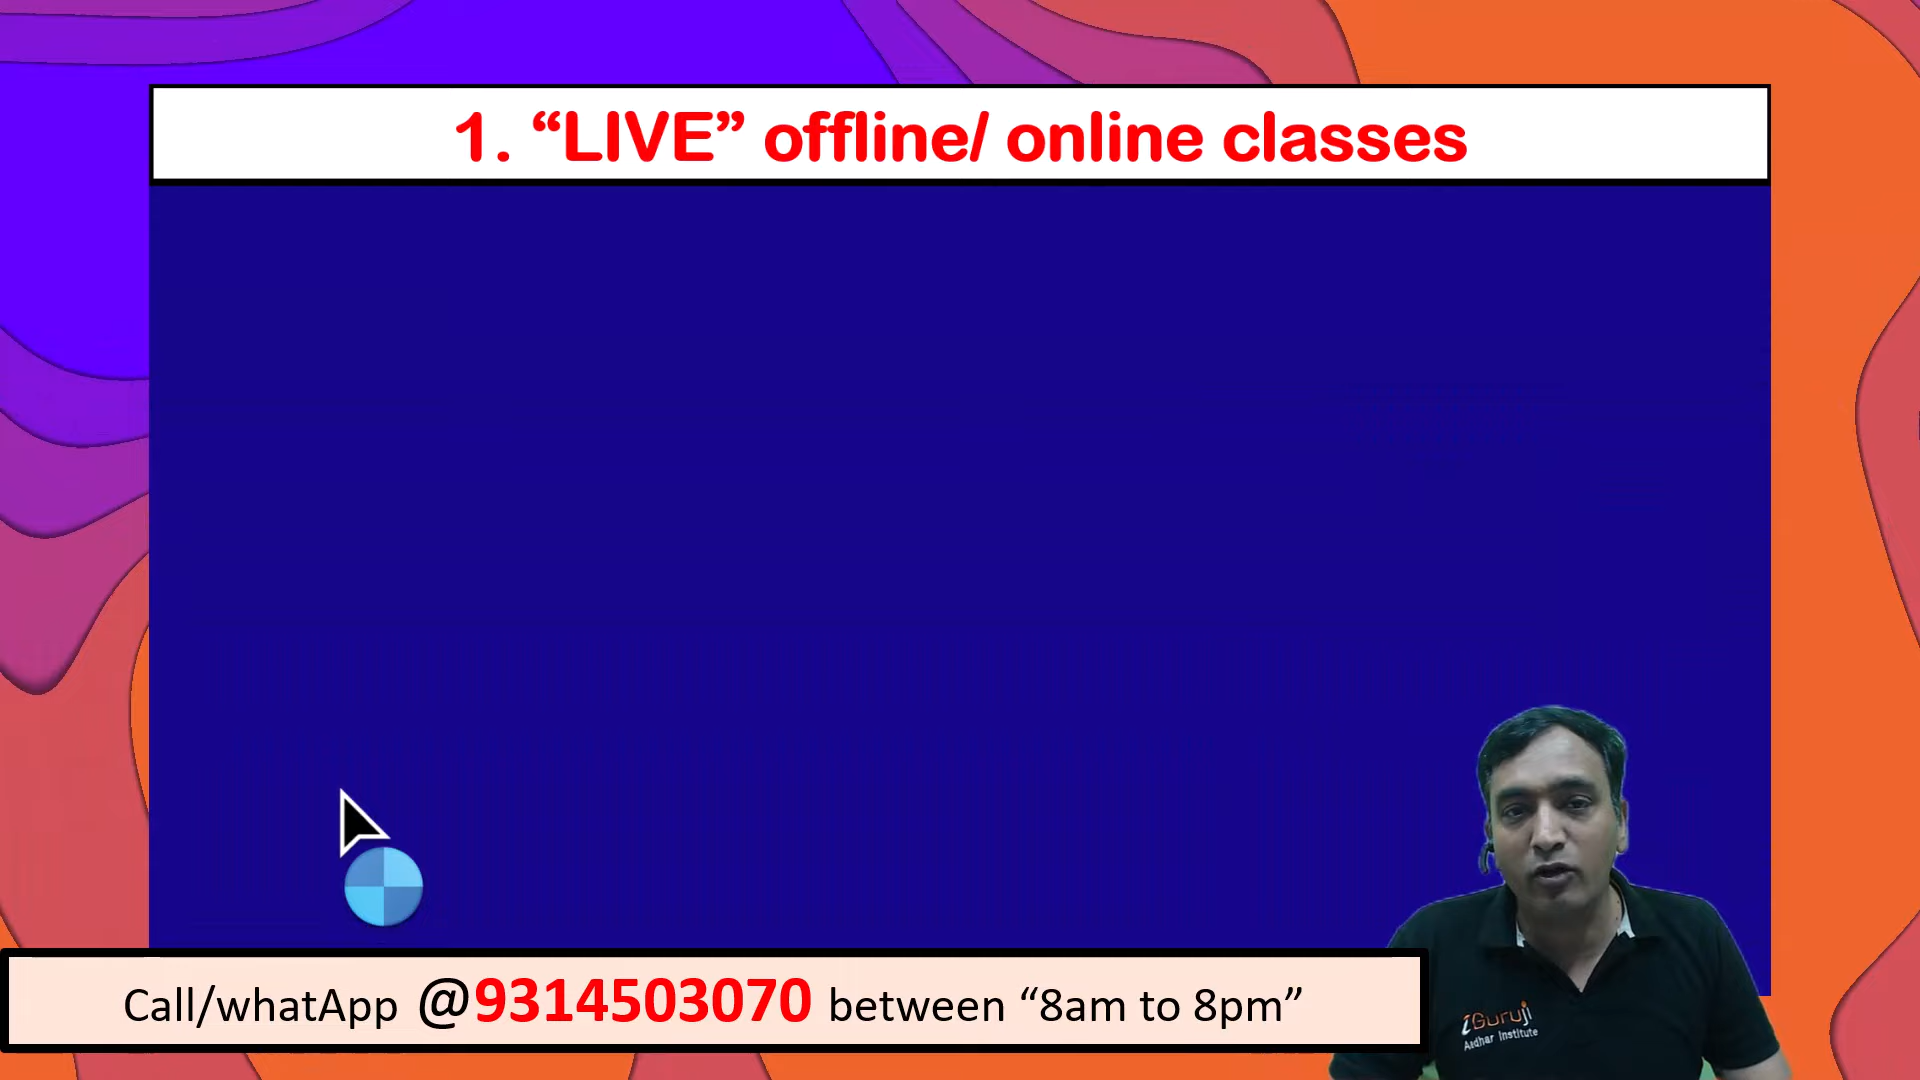 1. “LIVE” offline/ online classes
Call/whatApp @9314503070 between “8am to 8pm”
iGuruji
Aadhar Institute